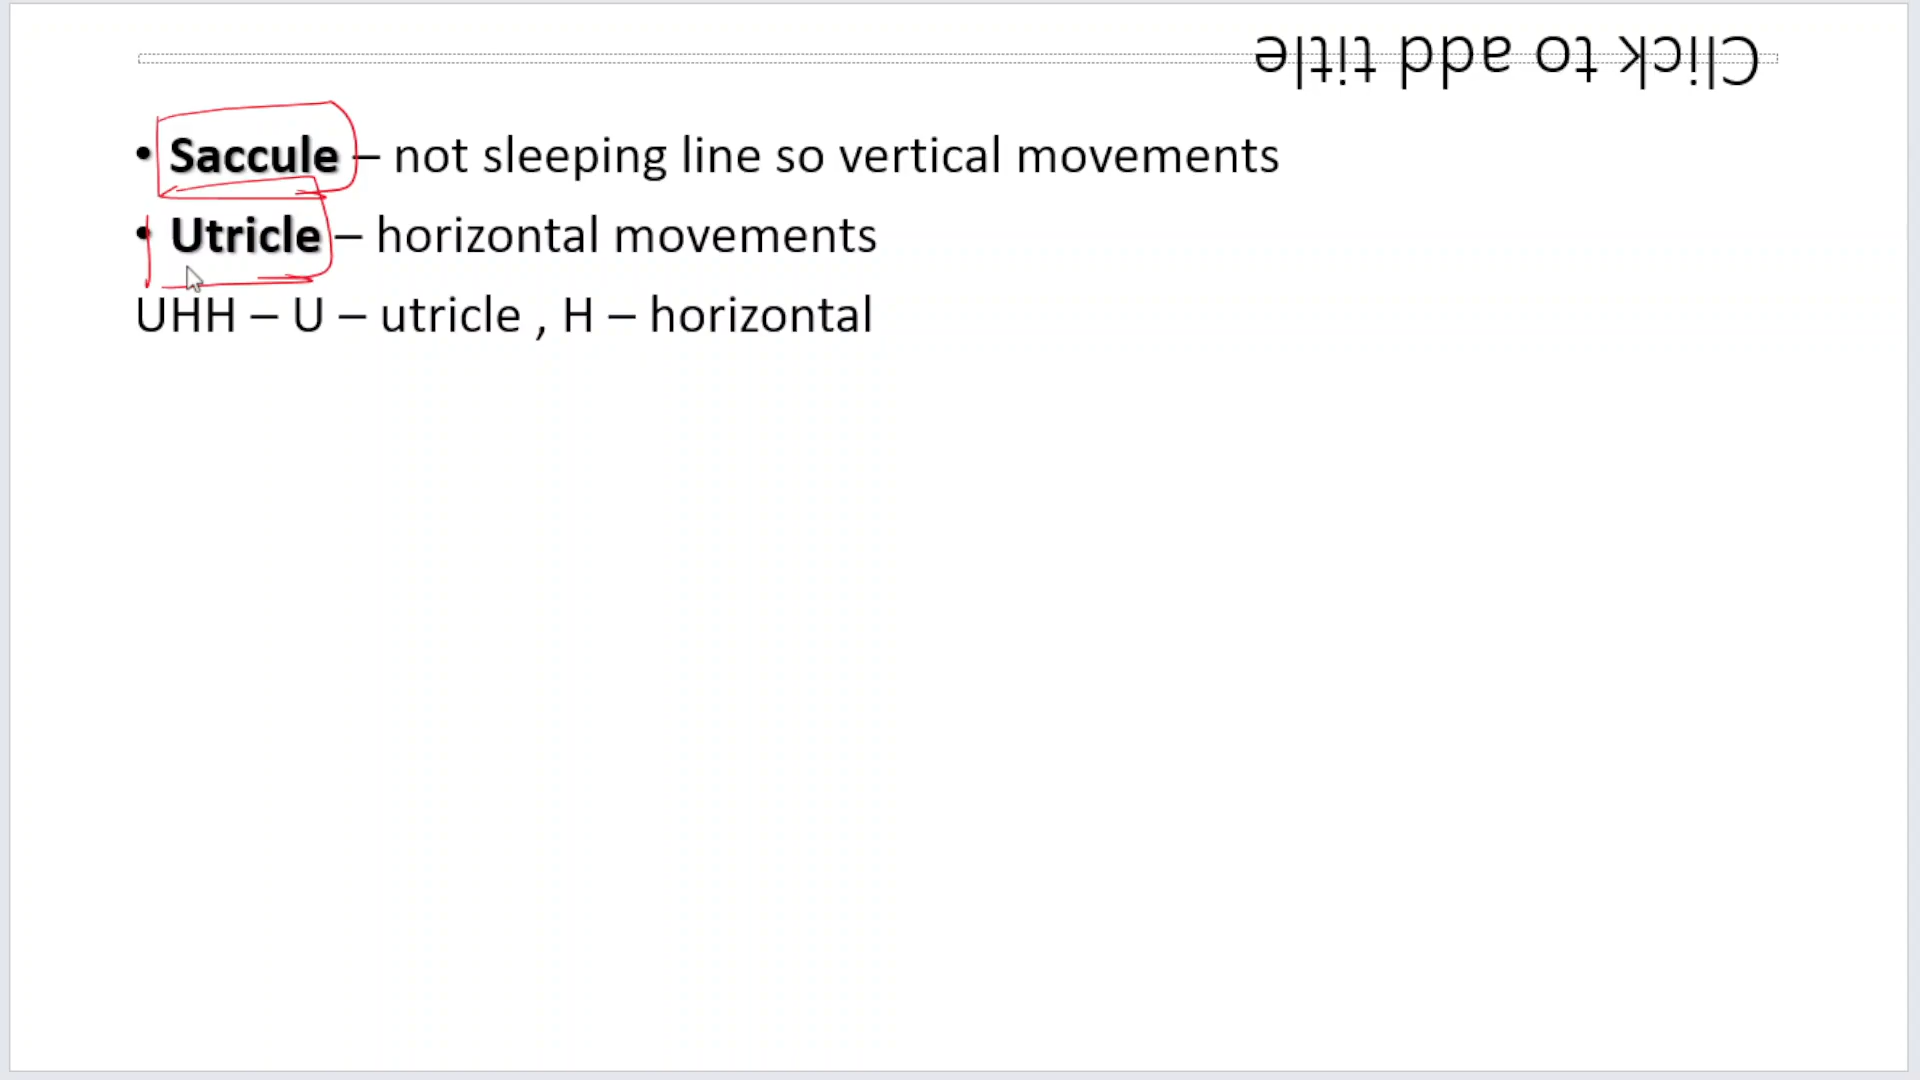 Click to add title
• Saccule – not sleeping line so vertical movements
• Utricle – horizontal movements
UHH – U – utricle , H – horizontal